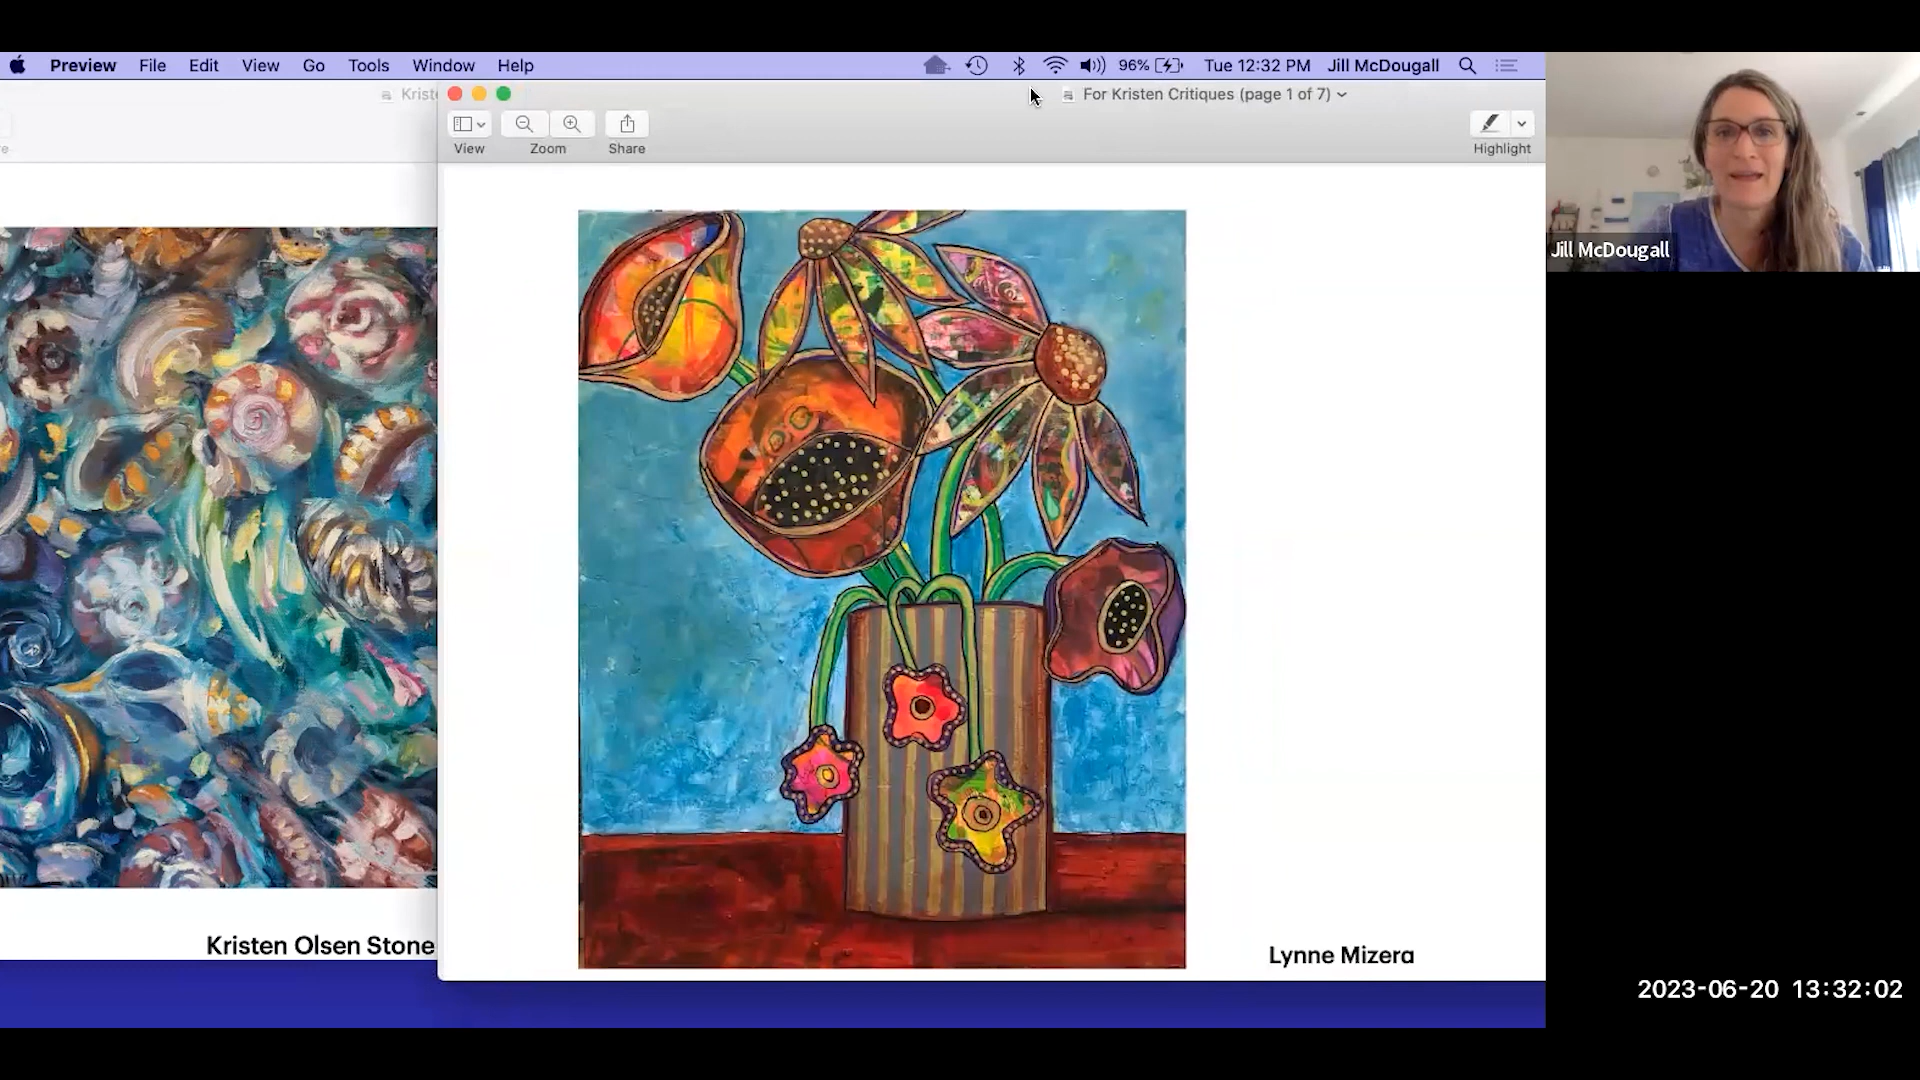 Preview File Edit View Go Tools Window Help 96% Tue 12:32 PM Jill McDougall
For Kristen Critiques (page 1 of 7)
View Zoom Share Highlight
Jill McDougall
Kristen Olsen Stone
Lynne Mizera
2023-06-20 13:32:02